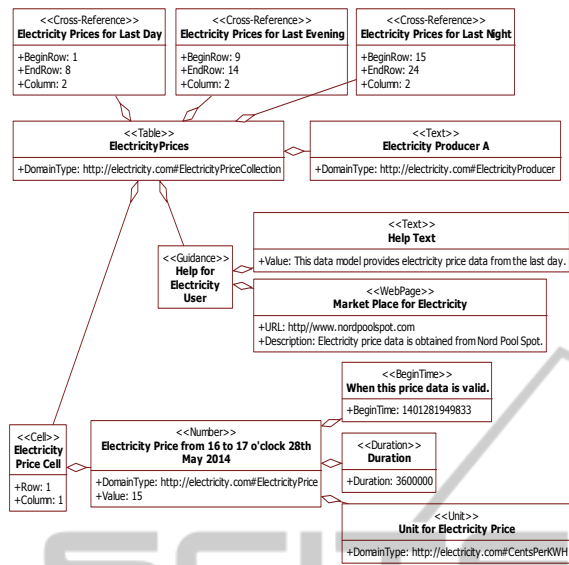 <<Cross-Reference>>
Electricity Prices for Last Day
+BeginRow: 1
+EndRow: 8
+Column: 2
<<Cross-Reference>>
Electricity Prices for Last Evening
+BeginRow: 9
+EndRow: 14
+Column: 2
<<Cross-Reference>>
Electricity Prices for Last Night
+BeginRow: 15
+EndRow: 24
+Column: 2
<<Table>>
ElectricityPrices
+DomainType: http://electricity.com#ElectricityPriceCollection
<<Text>>
Electricity Producer A
+DomainType: http://electricity.com#ElectricityProducer
<<Guidance>>
Help for
Electricity
User
<<Text>>
Help Text
+Value: This data model provides electricity price data from the last day.
<<WebPage>>
Market Place for Electricity
+URL: http//www.nordpoolspot.com
+Description: Electricity price data is obtained from Nord Pool Spot.
<<BeginTime>>
When this price data is valid.
+BeginTime: 1401281949833
<<Cell>>
Electricity
Price Cell
+Row: 1
+Column: 1
<<Number>>
Electricity Price from 16 to 17 o'clock 28th
May 2014
+DomainType: http://electricity.com#ElectricityPrice
+Value: 15
<<Duration>>
Duration
+Duration: 3600000
<<Unit>>
Unit for Electricity Price
+DomainType: http://electricity.com#CentsPerKWH